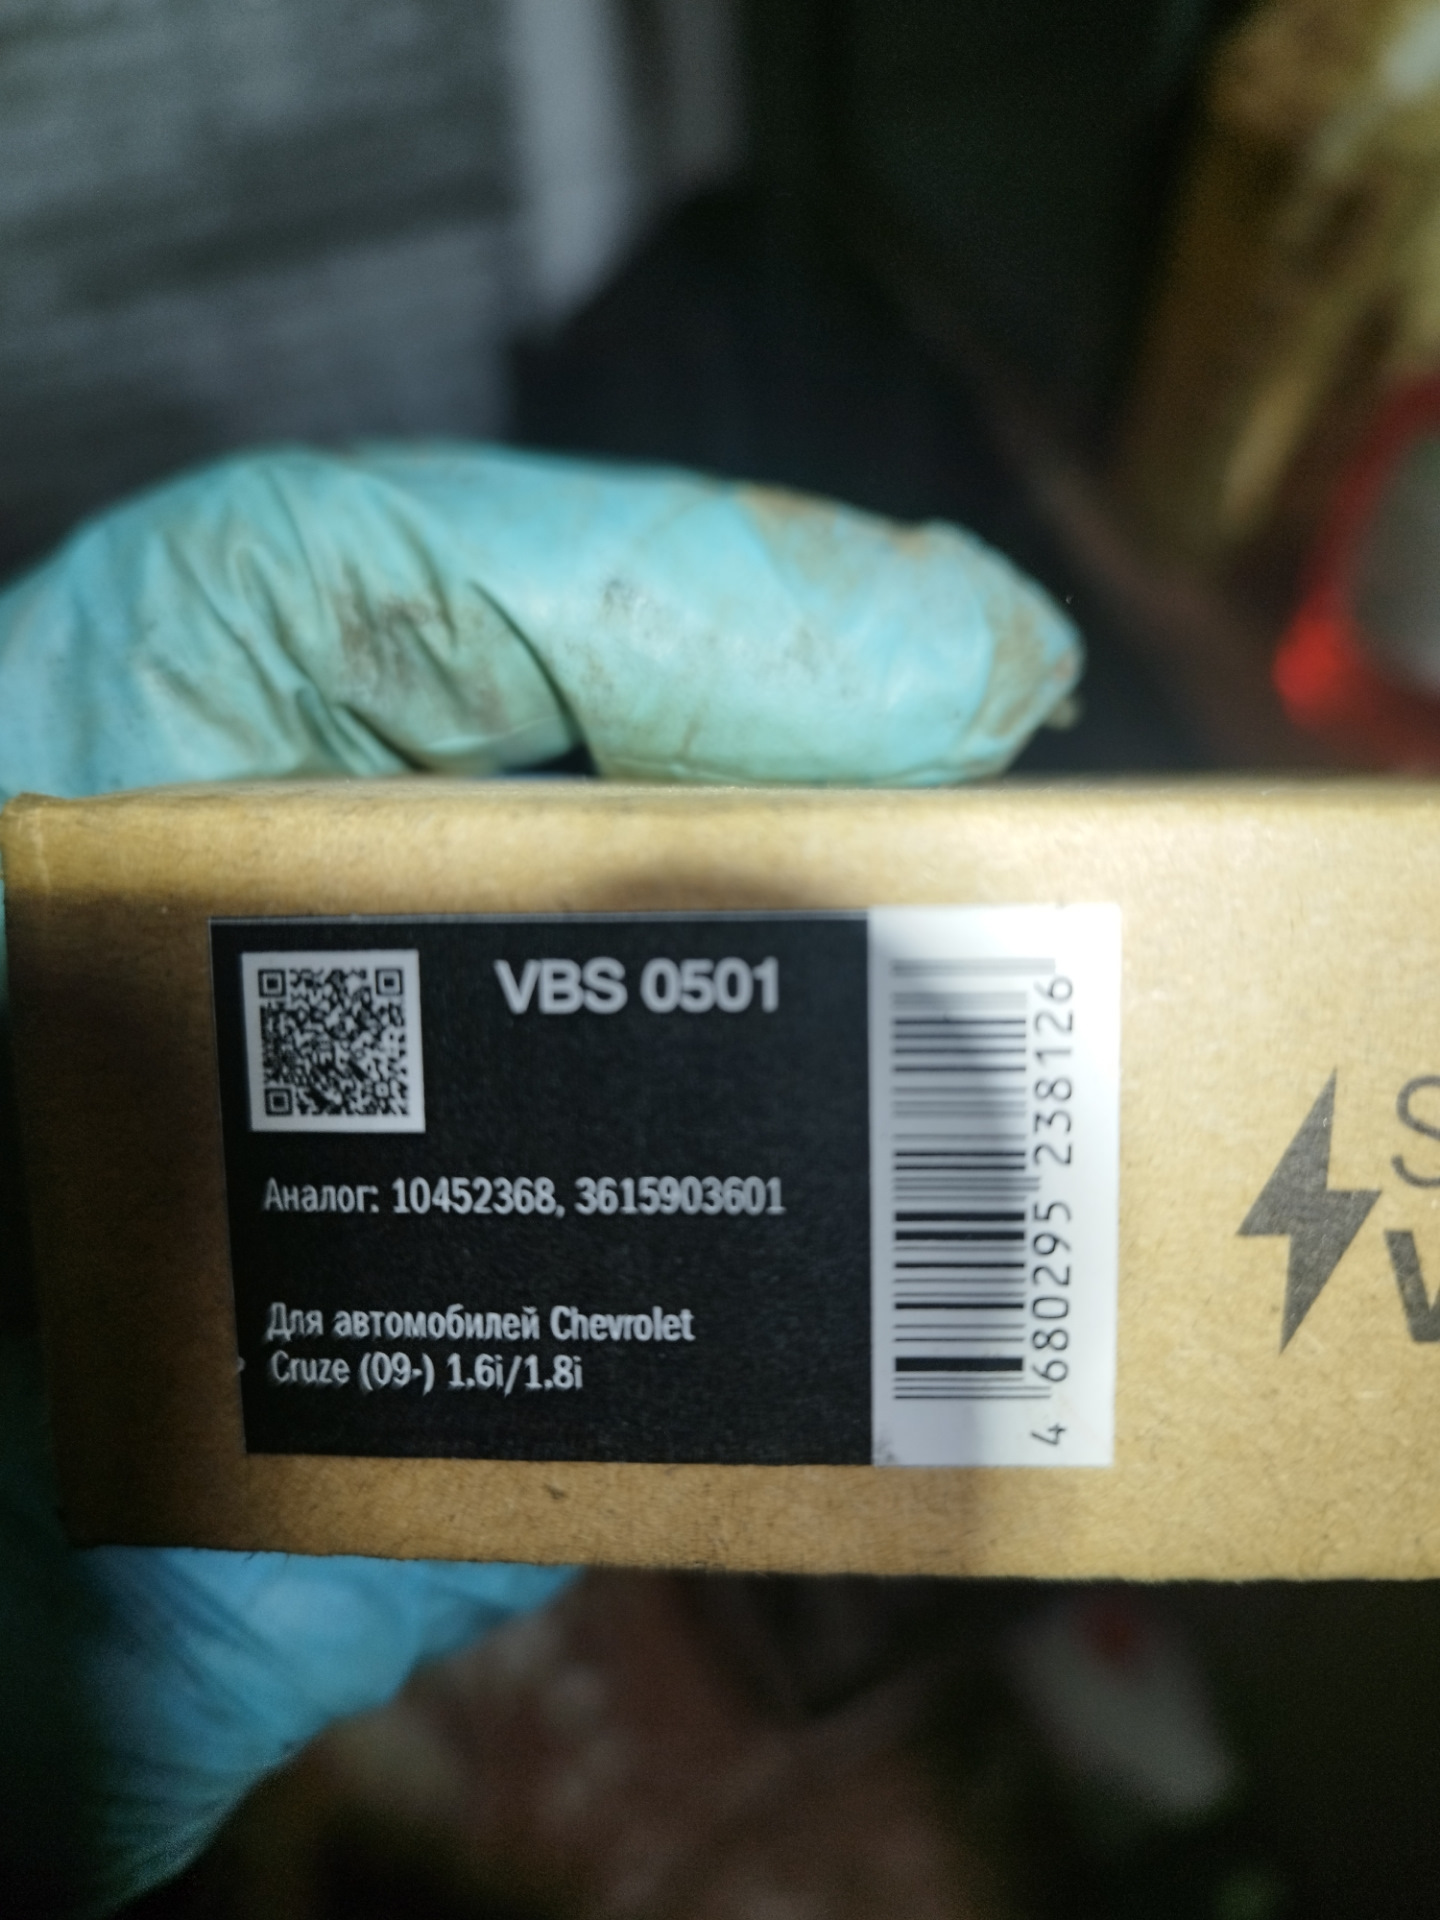 VBS 0501
Аналог: 10452368, 3615903601
Для автомобилей Chevrolet
Cruze (09-) 1.6i/1.8i
4 680295 238126